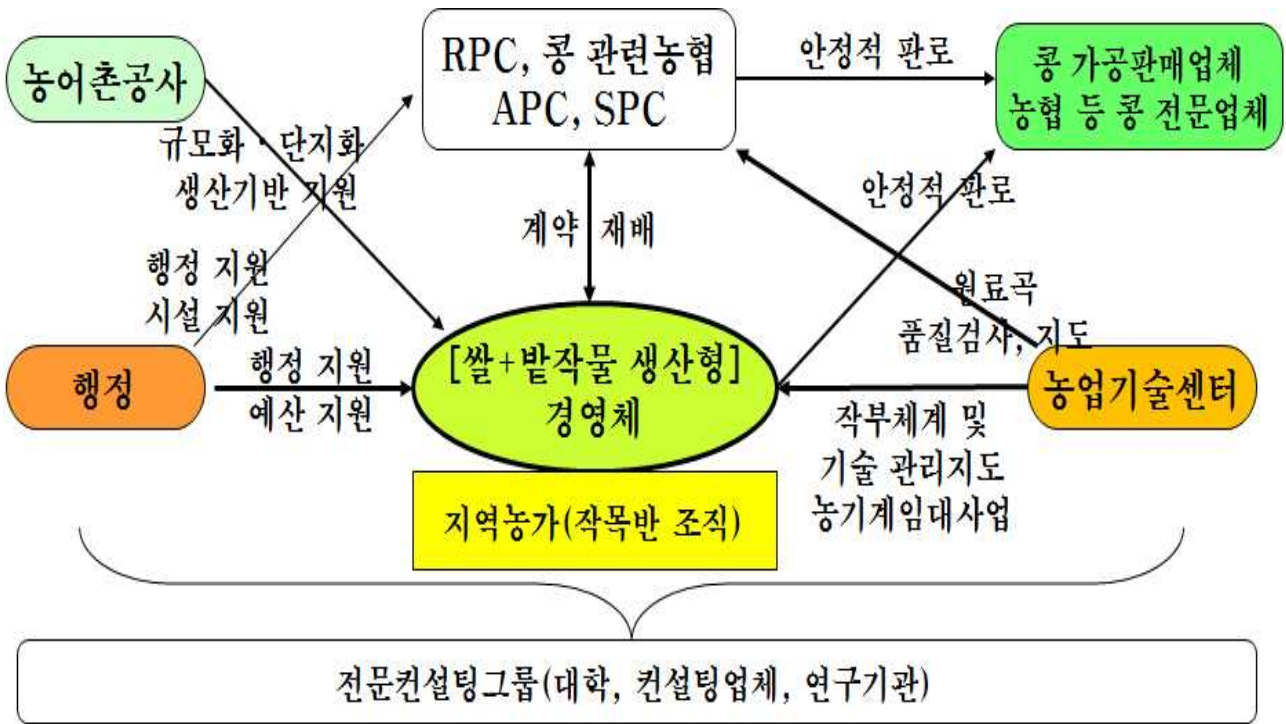 농어촌공사
RPC, 콩 관련농협
APC, SPC
안정적 판로
콩 가공판매업체
농협 등 콩 전문업체
규모화·단지화
생산기반 지원
안정적 판로
계약 재배
행정 지원
시설 지원
원료곡
품질검사, 지도
행정
행정 지원
예산 지원
[쌀+밭작물 생산형]
경영체
농업기술센터
작부체계 및
기술 관리지도
농기계임대사업
지역농가(작목반 조직)
전문컨설팅그룹(대학, 컨설팅업체, 연구기관)